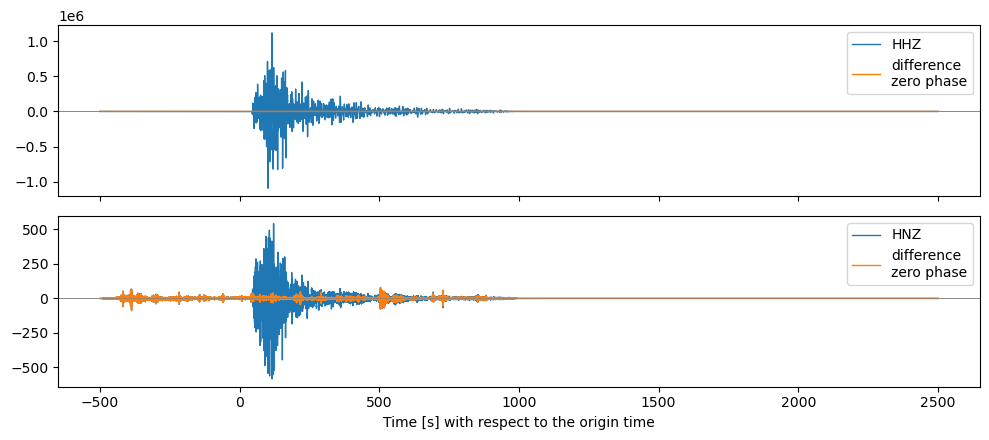 1e6
1.0
0.5
0.0
−0.5
−1.0
HHZ
difference
zero phase
500
250
0
−250
−500
HNZ
difference
zero phase
−500 0 500 1000 1500 2000 2500
Time [s] with respect to the origin time